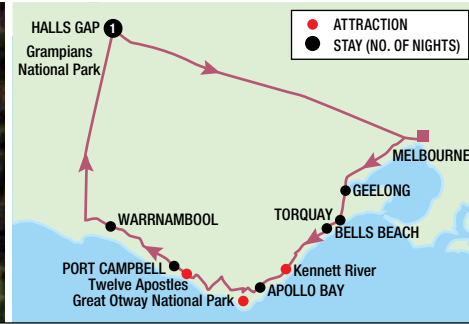 HALLS GAP 1
Grampians
National Park
ATTRACTION
STAY (NO. OF NIGHTS)
MELBOURNE
GEELONG
TORQUAY
BELLS BEACH
WARRNAMBOOL
Kennett River
PORT CAMPBELL
Twelve Apostles
APOLLO BAY
Great Otway National Park